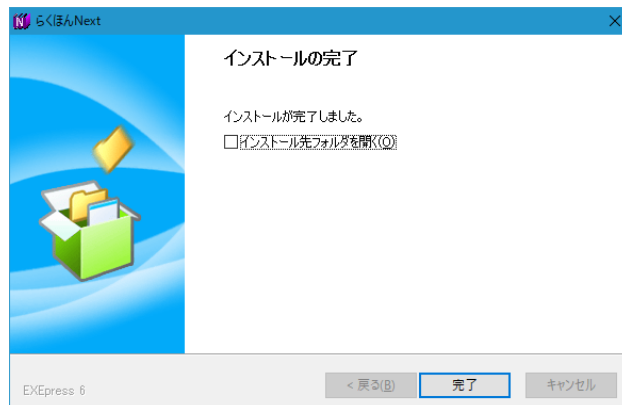 らくほんNext
インストールの完了
インストールが完了しました。
インストール先フォルダを開く(O)
EXEpress 6
< 戻る(B)
完了
キャンセル